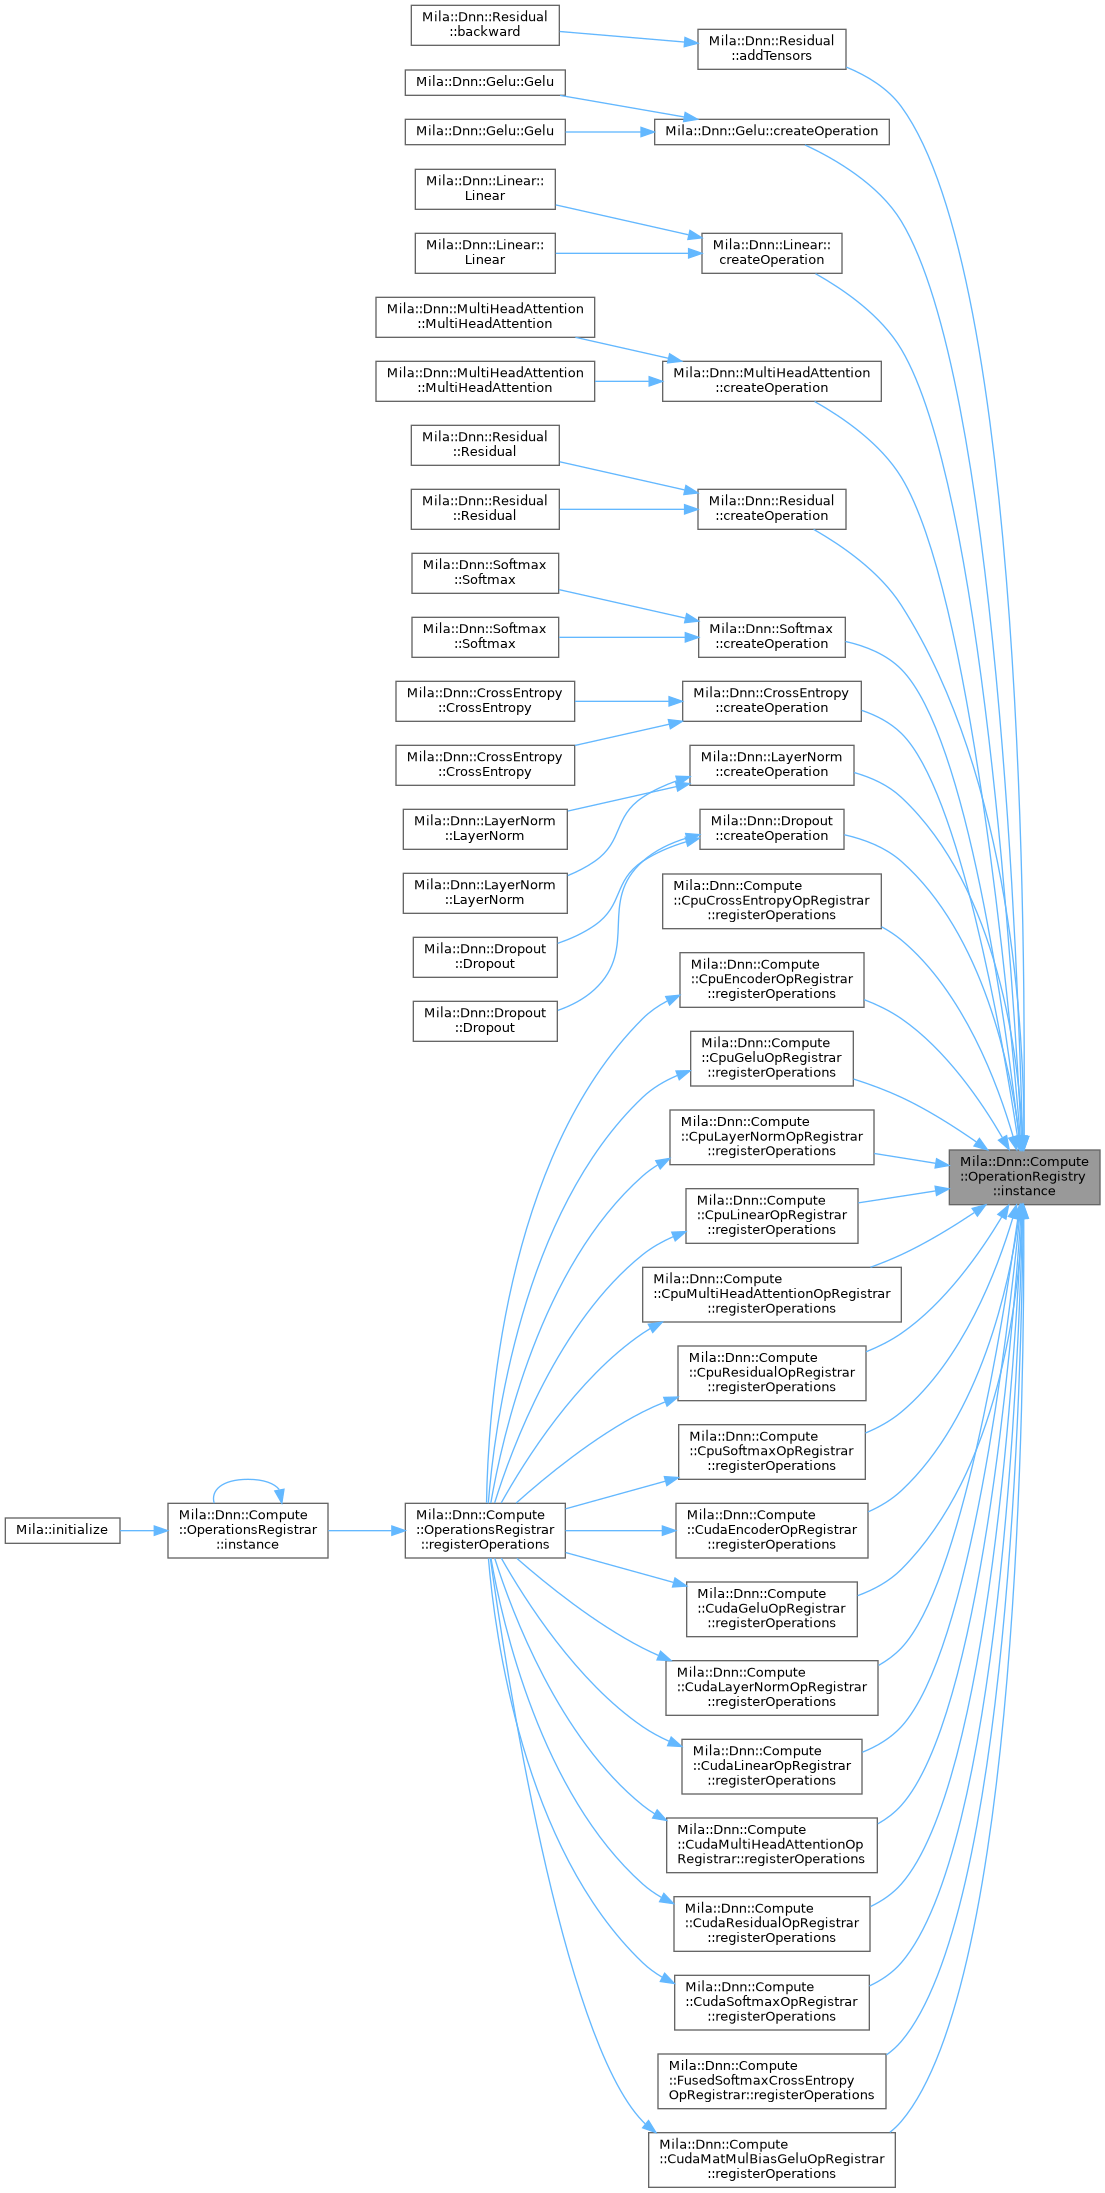 Mila::Dnn::Residual
::backward
Mila::Dnn::Residual
::addTensors
Mila::Dnn::Gelu::Gelu
Mila::Dnn::Gelu::Gelu
Mila::Dnn::Gelu::createOperation
Mila::Dnn::Linear::
Linear
Mila::Dnn::Linear::
Linear
Mila::Dnn::Linear::
createOperation
Mila::Dnn::MultiHeadAttention
::MultiHeadAttention
Mila::Dnn::MultiHeadAttention
::MultiHeadAttention
Mila::Dnn::MultiHeadAttention
::createOperation
Mila::Dnn::Residual
::Residual
Mila::Dnn::Residual
::Residual
Mila::Dnn::Residual
::createOperation
Mila::Dnn::Softmax
::Softmax
Mila::Dnn::Softmax
::Softmax
Mila::Dnn::Softmax
::createOperation
Mila::Dnn::CrossEntropy
::CrossEntropy
Mila::Dnn::CrossEntropy
::createOperation
Mila::Dnn::CrossEntropy
::CrossEntropy
Mila::Dnn::LayerNorm
::createOperation
Mila::Dnn::LayerNorm
::LayerNorm
Mila::Dnn::Dropout
::createOperation
Mila::Dnn::LayerNorm
::LayerNorm
Mila::Dnn::Compute
::CpuCrossEntropyOpRegistrar
::registerOperations
Mila::Dnn::Dropout
::Dropout
Mila::Dnn::Compute
::CpuEncoderOpRegistrar
::registerOperations
Mila::Dnn::Dropout
::Dropout
Mila::Dnn::Compute
::CpuGeluOpRegistrar
::registerOperations
Mila::Dnn::Compute
::CpuLayerNormOpRegistrar
::registerOperations
Mila::Dnn::Compute
::OperationRegistry
::instance
Mila::Dnn::Compute
::CpuLinearOpRegistrar
::registerOperations
Mila::Dnn::Compute
::CpuMultiHeadAttentionOpRegistrar
::registerOperations
Mila::Dnn::Compute
::CpuResidualOpRegistrar
::registerOperations
Mila::Dnn::Compute
::CpuSoftmaxOpRegistrar
::registerOperations
Mila::initialize
Mila::Dnn::Compute
::OperationsRegistrar
::instance
Mila::Dnn::Compute
::OperationsRegistrar
::registerOperations
Mila::Dnn::Compute
::CudaEncoderOpRegistrar
::registerOperations
Mila::Dnn::Compute
::CudaGeluOpRegistrar
::registerOperations
Mila::Dnn::Compute
::CudaLayerNormOpRegistrar
::registerOperations
Mila::Dnn::Compute
::CudaLinearOpRegistrar
::registerOperations
Mila::Dnn::Compute
::CudaMultiHeadAttentionOp
Registrar::registerOperations
Mila::Dnn::Compute
::CudaResidualOpRegistrar
::registerOperations
Mila::Dnn::Compute
::CudaSoftmaxOpRegistrar
::registerOperations
Mila::Dnn::Compute
::FusedSoftmaxCrossEntropy
OpRegistrar::registerOperations
Mila::Dnn::Compute
::CudaMatMulBiasGeluOpRegistrar
::registerOperations